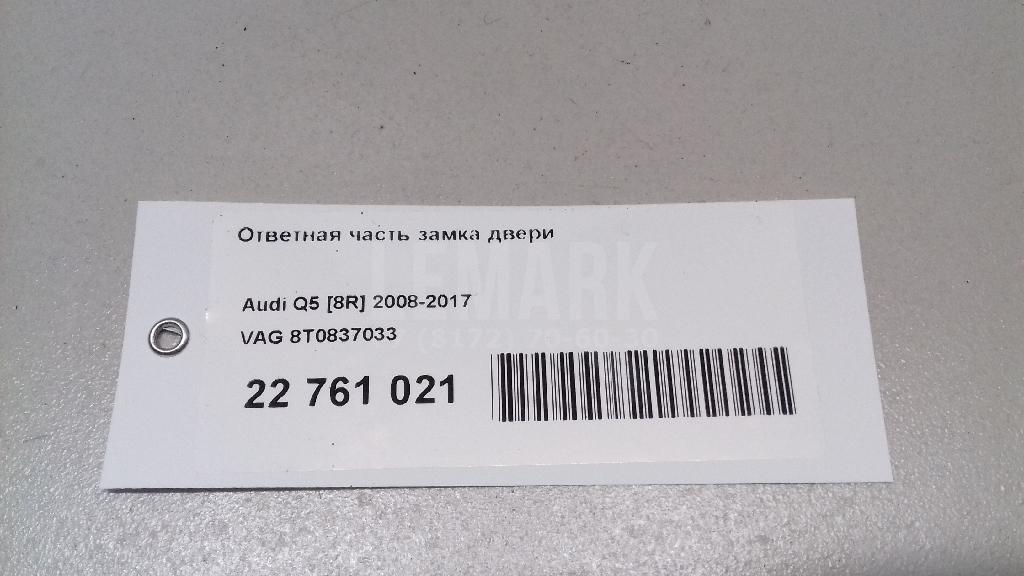 Ответная часть замка двери
LEMARK
Audi Q5 [8R] 2008-2017
VAG 8T0837033
(8172) 70-60-30
22 761 021